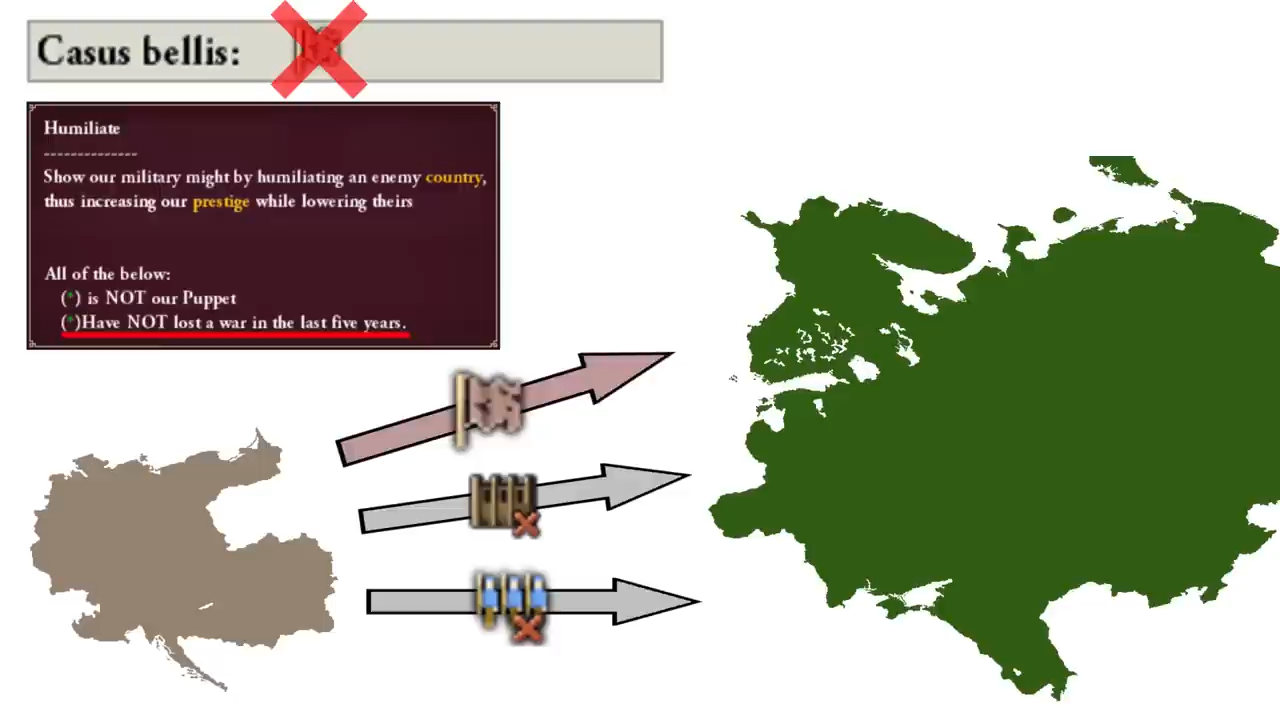 Casus bellis:
Humiliate
--------------
Show our military might by humiliating an enemy country,
thus increasing our prestige while lowering theirs
All of the below:
(*) is NOT our Puppet
(*)Have NOT lost a war in the last five years.